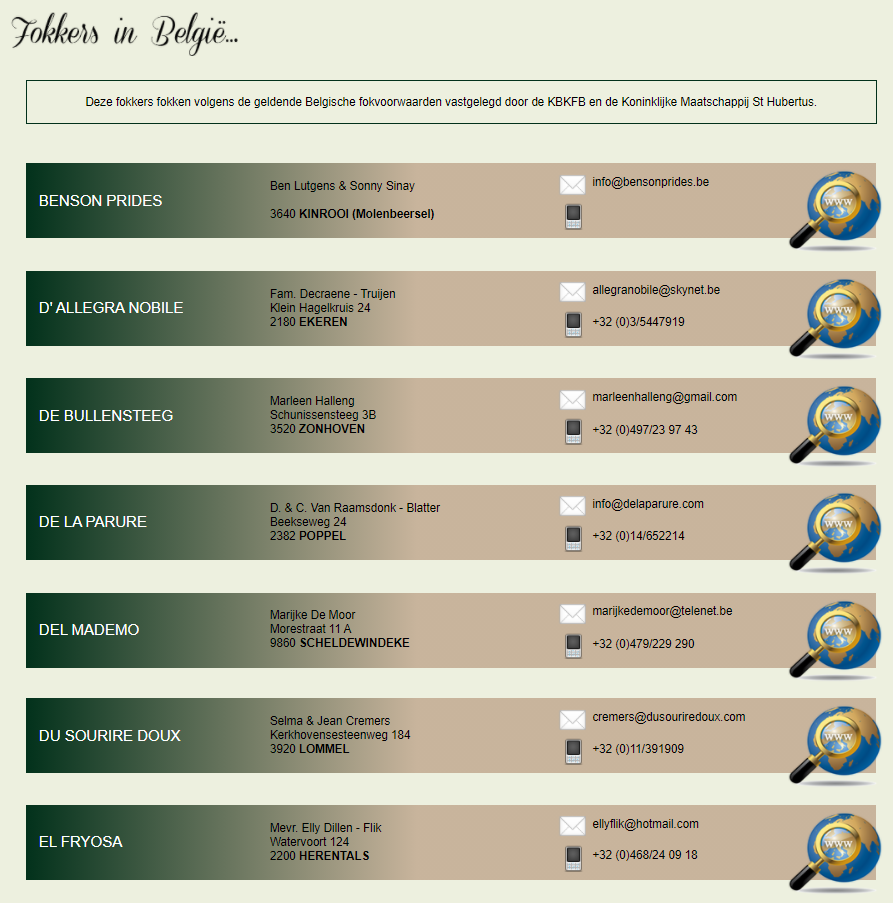 Fokkers in België...
Deze fokkers fokken volgens de geldende Belgische fokvoorwaarden vastgelegd door de KBKFB en de Koninklijke Maatschappij St Hubertus.
BENSON PRIDES
Ben Lutgens & Sonny Sinay
3640 KINROOI (Molenbeersel)
info@bensonprides.be
WWW
D' ALLEGRA NOBILE
Fam. Decraene - Truijen
Klein Hagelkruis 24
2180 EKEREN
allegranobile@skynet.be
+32 (0)3/5447919
WWW
DE BULLENSTEEG
Marleen Halleng
Schunissensteeg 3B
3520 ZONHOVEN
marleenhalleng@gmail.com
+32 (0)497/23 97 43
WWW
DE LA PARURE
D. & C. Van Raamsdonk - Blatter
Beekseweg 24
2382 POPPEL
info@delaparure.com
+32 (0)14/652214
WWW
DEL MADEMO
Marijke De Moor
Morestraat 11 A
9860 SCHELDEWINDEKE
marijkedemoor@telenet.be
+32 (0)479/229 290
WWW
DU SOURIRE DOUX
Selma & Jean Cremers
Kerkhovensesteenweg 184
3920 LOMMEL
cremers@dusouriredoux.com
+32 (0)11/391909
WWW
EL FRYOSA
Mevr. Elly Dillen - Flik
Watervoort 124
2200 HERENTALS
ellyflik@hotmail.com
+32 (0)468/24 09 18
WWW